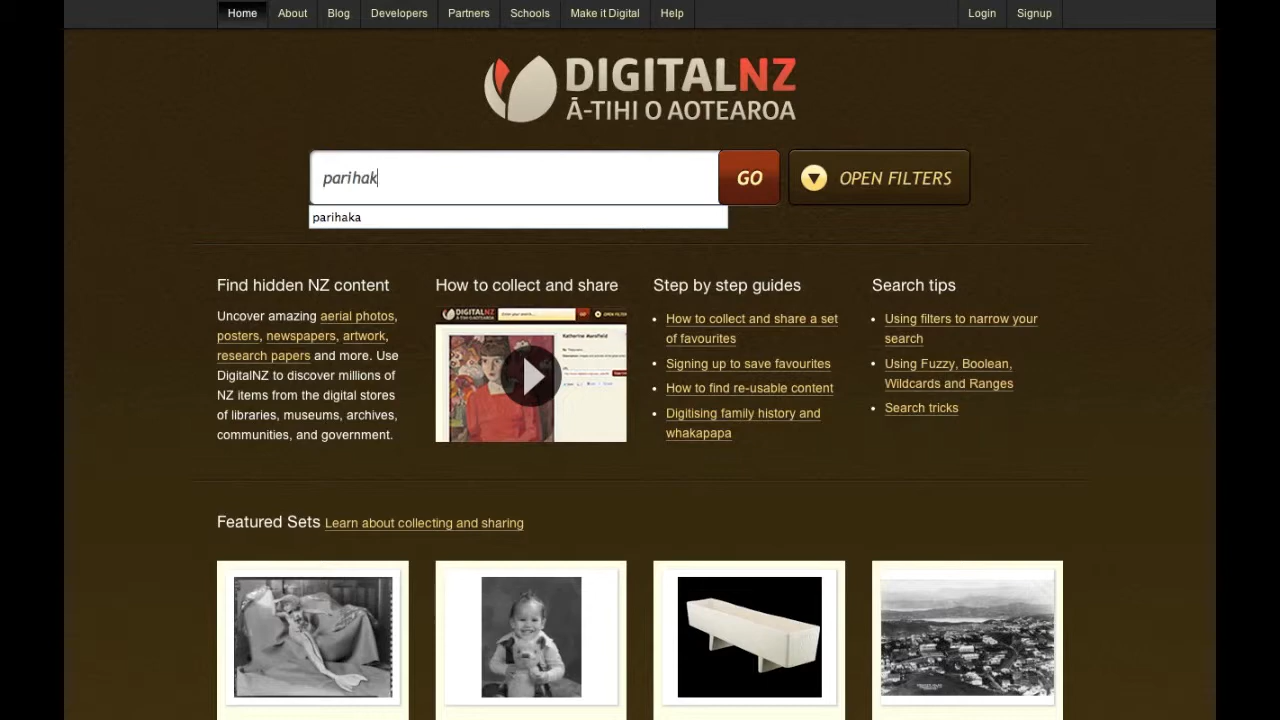 Home About Blog Developers Partners Schools Make it Digital Help Login Signup
DIGITALNZ
Ā-TIHI O AOTEAROA
parihak
GO
OPEN FILTERS
parihaka
Find hidden NZ content
Uncover amazing aerial photos,
posters, newspapers, artwork,
research papers and more. Use
DigitalNZ to discover millions of
NZ items from the digital stores
of libraries, museums, archives,
communities, and government.
How to collect and share
DIGITALNZ
Katherine Mansfield
Step by step guides
How to collect and share a set
of favourites
Signing up to save favourites
How to find re-usable content
Digitising family history and
whakapapa
Search tips
Using filters to narrow your
search
Using Fuzzy, Boolean,
Wildcards and Ranges
Search tricks
Featured Sets Learn about collecting and sharing